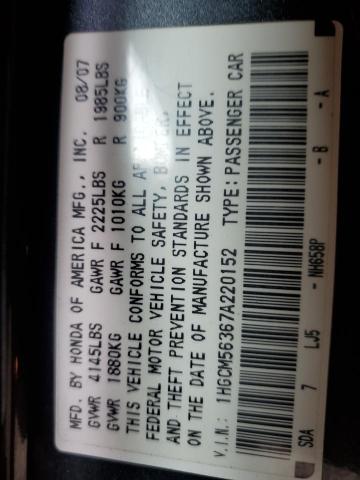 MFD. BY HONDA OF AMERICA MFG., INC. 08/07
GVWR 4145LBS GAWR F 2225LBS R 1985LBS
GVWR 1880KG GAWR F 1010KG R 900KG
THIS VEHICLE CONFORMS TO ALL APPLICABLE
FEDERAL MOTOR VEHICLE SAFETY, BUMPER,
AND THEFT PREVENTION STANDARDS IN EFFECT
ON THE DATE OF MANUFACTURE SHOWN ABOVE.
V.I.N.: 1HGCM56367A220152 TYPE: PASSENGER CAR
SDA 7 LJ5 - NH658P - B - A